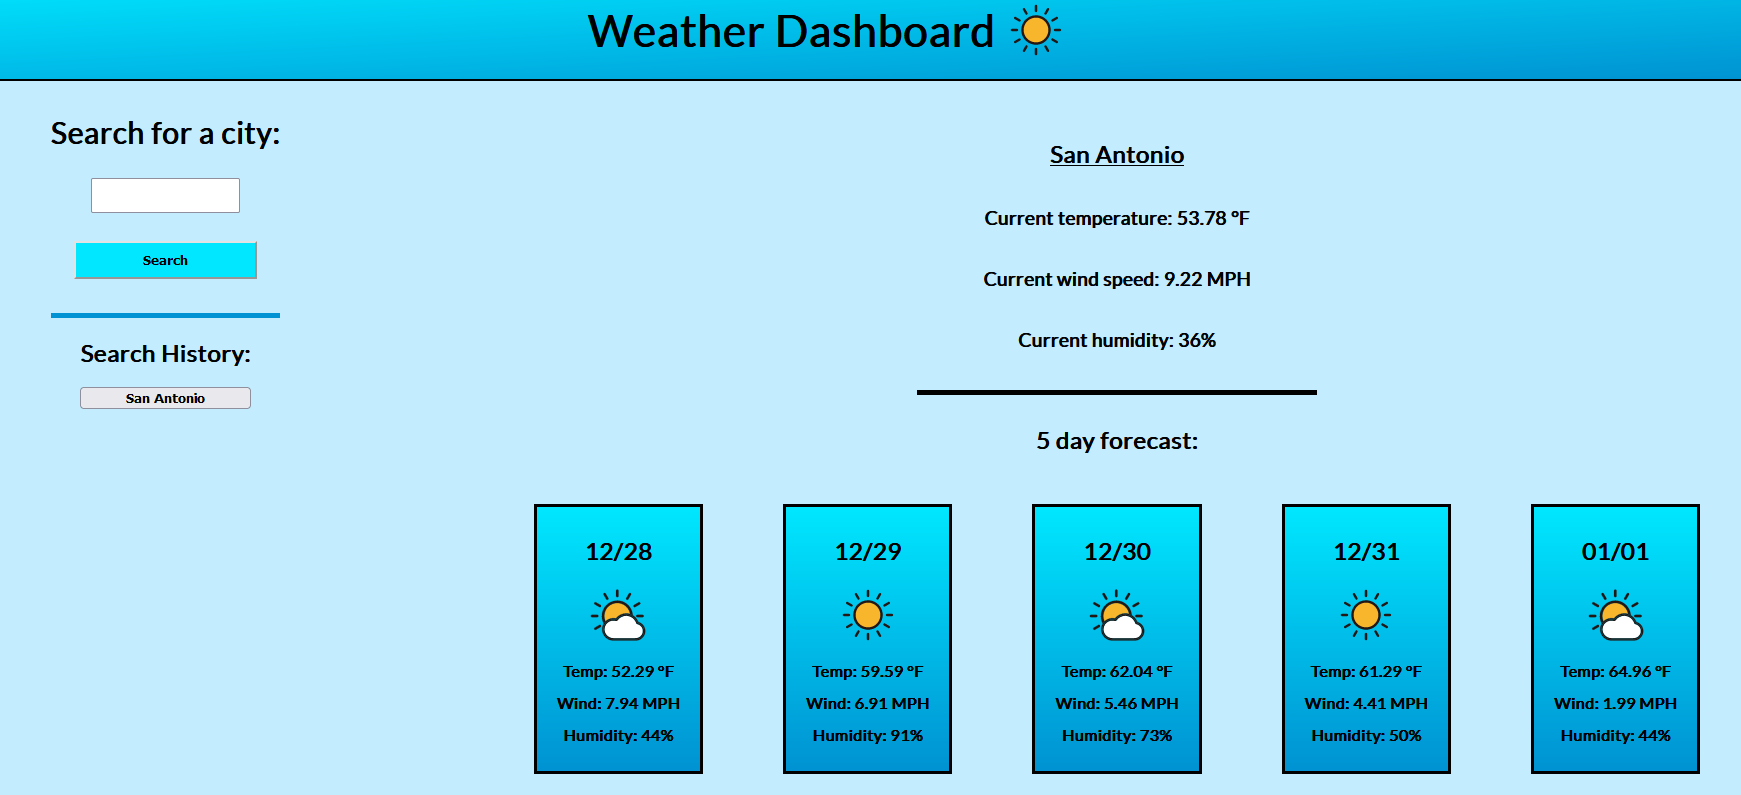 Weather Dashboard
Search for a city:
Search
Search History:
San Antonio
San Antonio
Current temperature: 53.78 °F
Current wind speed: 9.22 MPH
Current humidity: 36%
5 day forecast:
12/28
Temp: 52.29 °F
Wind: 7.94 MPH
Humidity: 44%
12/29
Temp: 59.59 °F
Wind: 6.91 MPH
Humidity: 91%
12/30
Temp: 62.04 °F
Wind: 5.46 MPH
Humidity: 73%
12/31
Temp: 61.29 °F
Wind: 4.41 MPH
Humidity: 50%
01/01
Temp: 64.96 °F
Wind: 1.99 MPH
Humidity: 44%